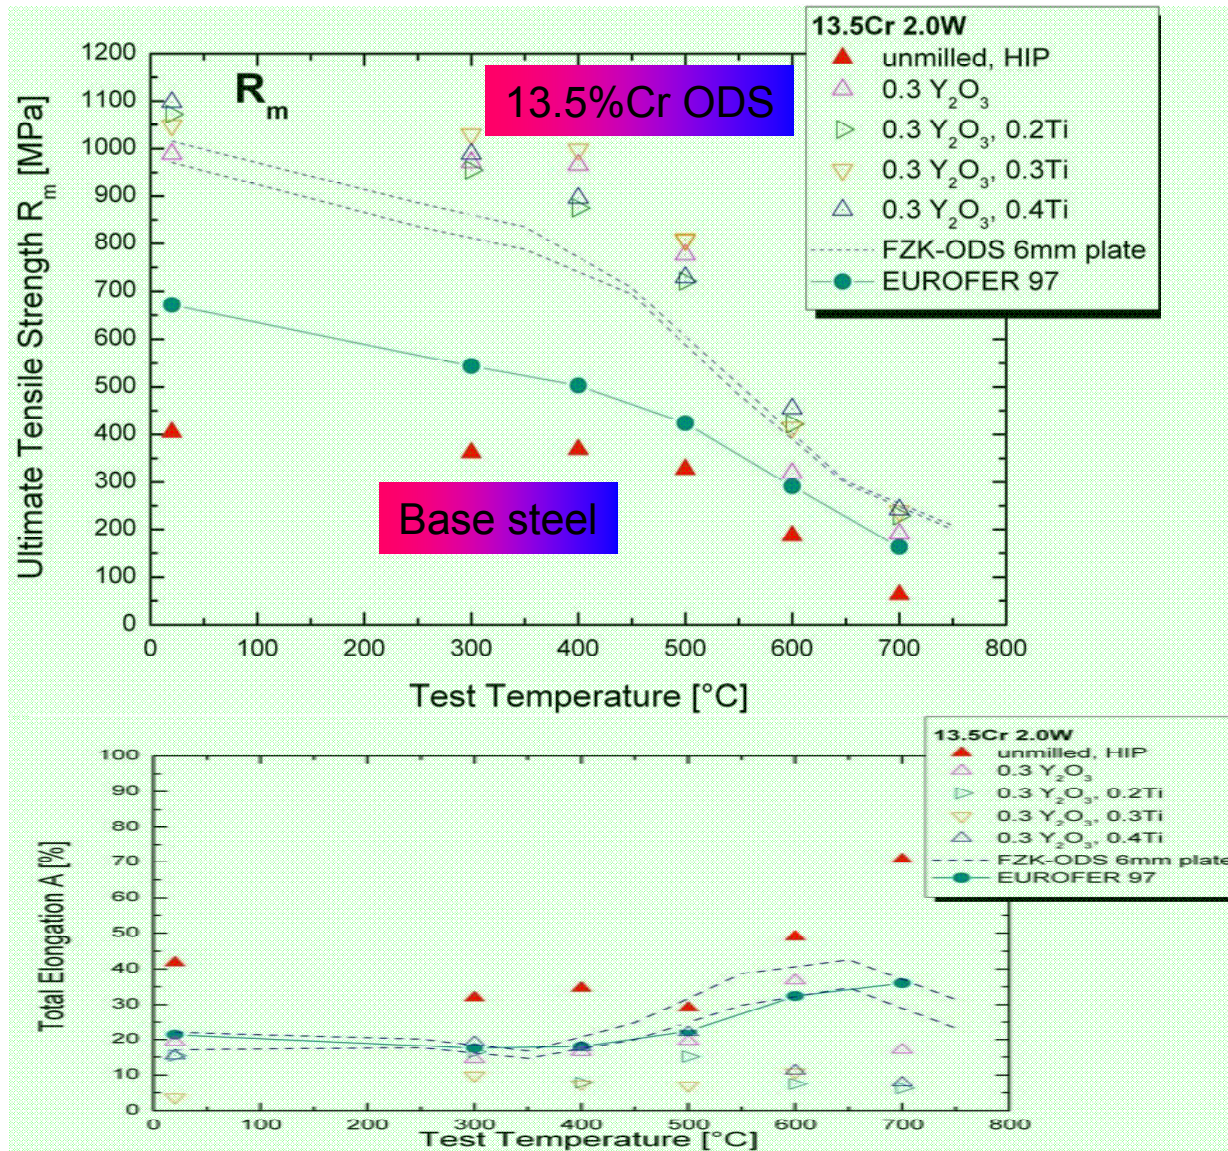 13.5Cr 2.0W
unmilled, HIP
0.3 Y₂O₃
0.3 Y₂O₃, 0.2Ti
0.3 Y₂O₃, 0.3Ti
0.3 Y₂O₃, 0.4Ti
FZK-ODS 6mm plate
EUROFER 97
Rₘ
13.5%Cr ODS
Base steel
Ultimate Tensile Strength Rₘ [MPa]
1200
1100
1000
900
800
700
600
500
400
300
200
100
0
0 100 200 300 400 500 600 700 800
Test Temperature [°C]
13.5Cr 2.0W
unmilled, HIP
0.3 Y₂O₃
0.3 Y₂O₃, 0.2Ti
0.3 Y₂O₃, 0.3Ti
0.3 Y₂O₃, 0.4Ti
FZK-ODS 6mm plate
EUROFER 97
Total Elongation A [%]
100
90
80
70
60
50
40
30
20
10
0
0 100 200 300 400 500 600 700 800
Test Temperature [°C]